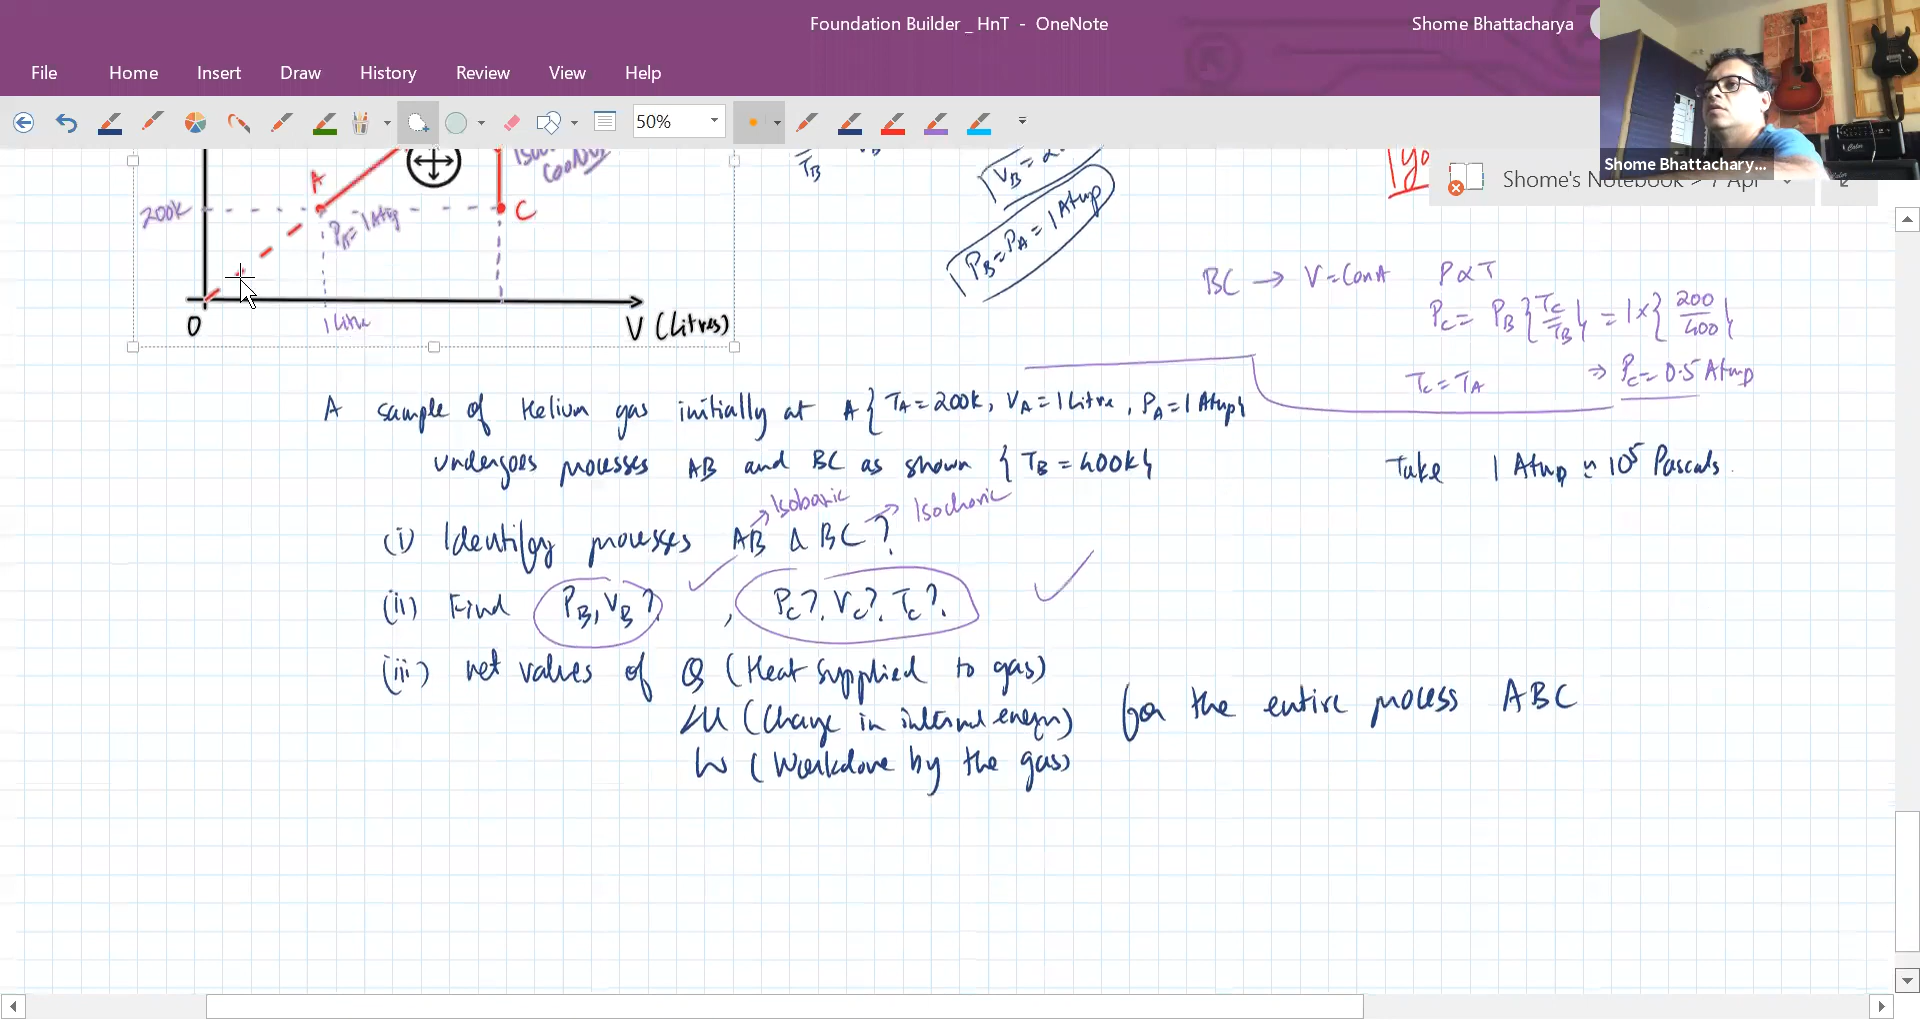 Foundation Builder _ HnT - OneNote
Shome Bhattacharya
File Home Insert Draw History Review View Help
50%
Shome Bhattachary...
Shome's Notebook > 7 Apr
A
200k
P_A = 1 Atmp
C
O
1 litre
V (Litres)
T_B
V_B = 2
P_B = P_A = 1 Atmp
BC → V = Const P ∝ T
P_C = P_B { T_C / T_B } = 1 × { 200 / 400 }
T_C = T_A ⇒ P_C = 0.5 Atmp
A sample of Helium gas initially at A { T_A = 200k, V_A = 1 Litre, P_A = 1 Atmp }
undergoes processes AB and BC as shown { T_B = 400k }
Take 1 Atmp ≈ 10^5 Pascals.
Isobaric Isochoric
(i) Identify processes AB & BC ?
(ii) Find P_B, V_B ? , P_C ?, V_C ?, T_C ?.
(iii) net values of Q (Heat supplied to gas)
ΔU (Change in internal energy) for the entire process ABC
W (Workdone by the gas)